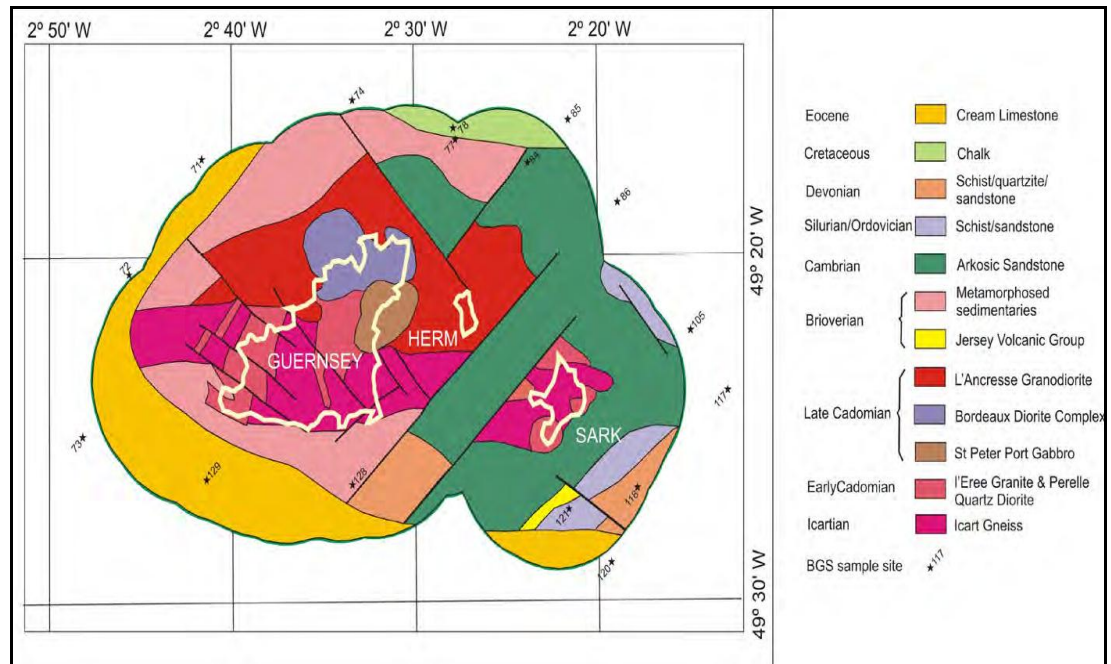 2º 50' W
2º 40' W
2º 30' W
2º 20' W
74
78
77
85
84
71
86
72
49º 20' W
105
117
HERM
GUERNSEY
SARK
73
129
128
118
121
120
49º 30' W
Eocene
Cream Limestone
Cretaceous
Chalk
Devonian
Schist/quartzite/
sandstone
Silurian/Ordovician
Schist/sandstone
Cambrian
Arkosic Sandstone
Brioverian
Metamorphosed
sedimentaries
Jersey Volcanic Group
Late Cadomian
L'Ancresse Granodiorite
Bordeaux Diorite Complex
St Peter Port Gabbro
EarlyCadomian
l'Eree Granite & Perelle
Quartz Diorite
Icartian
Icart Gneiss
BGS sample site
117